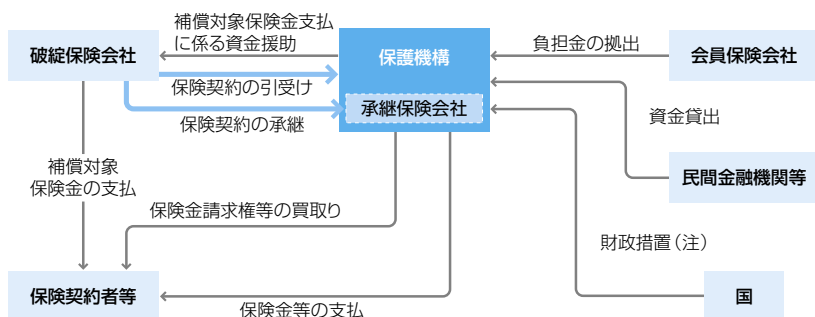 補償対象保険金支払
に係る資金援助
破綻保険会社
保護機構
負担金の拠出
会員保険会社
保険契約の引受け
承継保険会社
保険契約の承継
資金貸出
補償対象
保険金の支払
民間金融機関等
保険金請求権等の買取り
財政措置(注)
保険契約者等
保険金等の支払
国